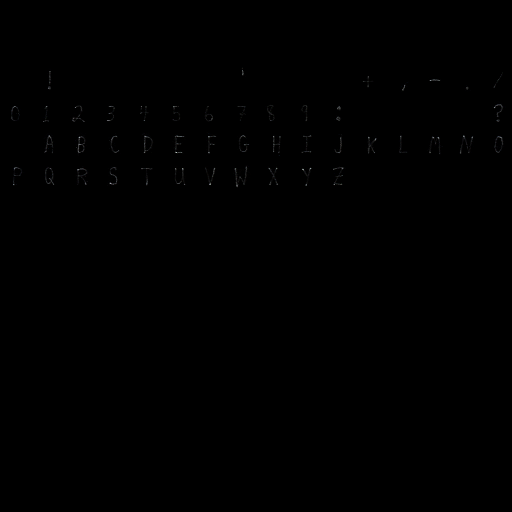 ! ' + , - . /
0 1 2 3 4 5 6 7 8 9 : ?
A B C D E F G H I J K L M N O
P Q R S T U V W X Y Z